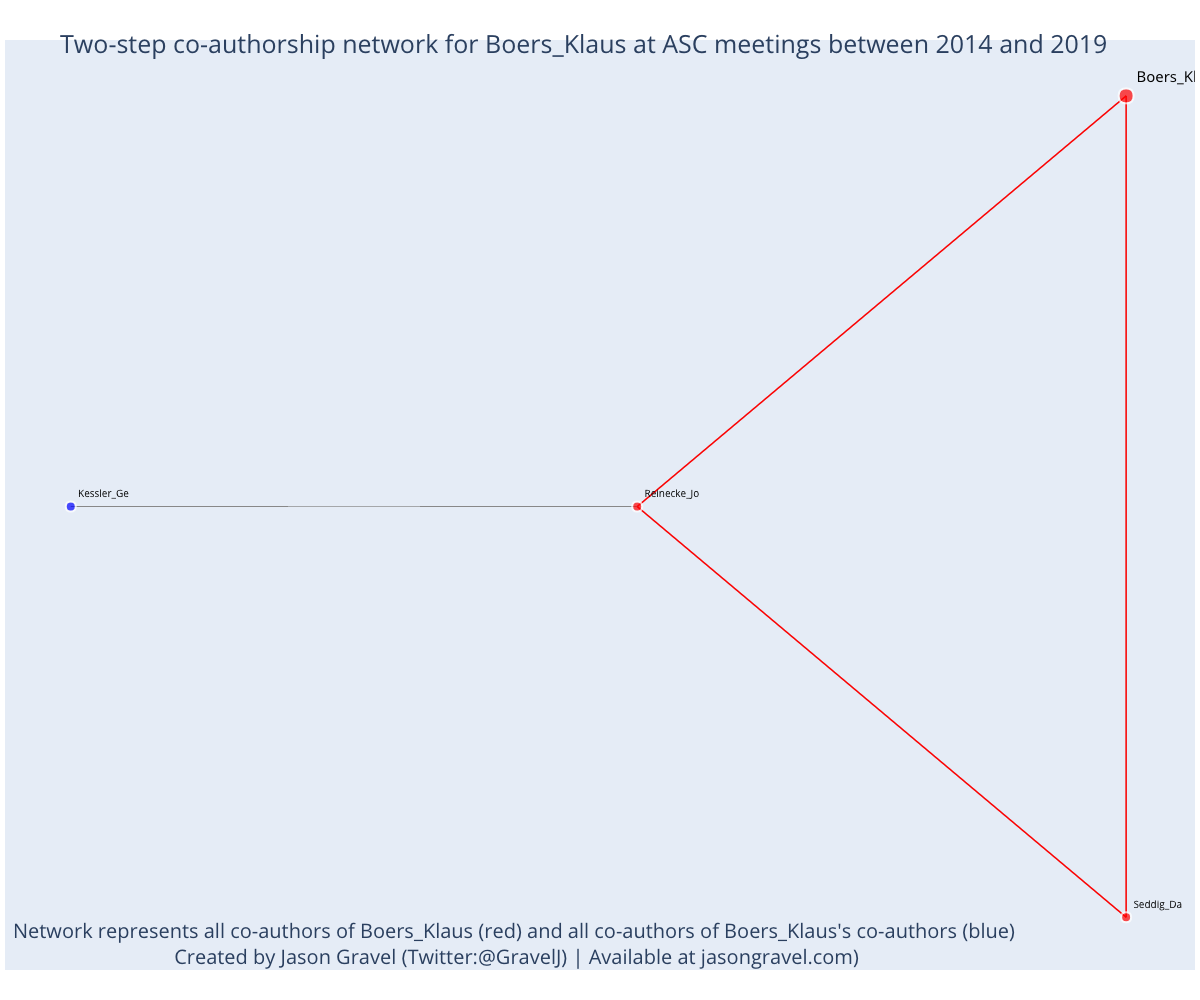 Two-step co-authorship network for Boers_Klaus at ASC meetings between 2014 and 2019
Boers_Kl
Kessler_Ge
Reinecke_Jo
Seddig_Da
Network represents all co-authors of Boers_Klaus (red) and all co-authors of Boers_Klaus's co-authors (blue)
Created by Jason Gravel (Twitter:@GravelJ) | Available at jasongravel.com)